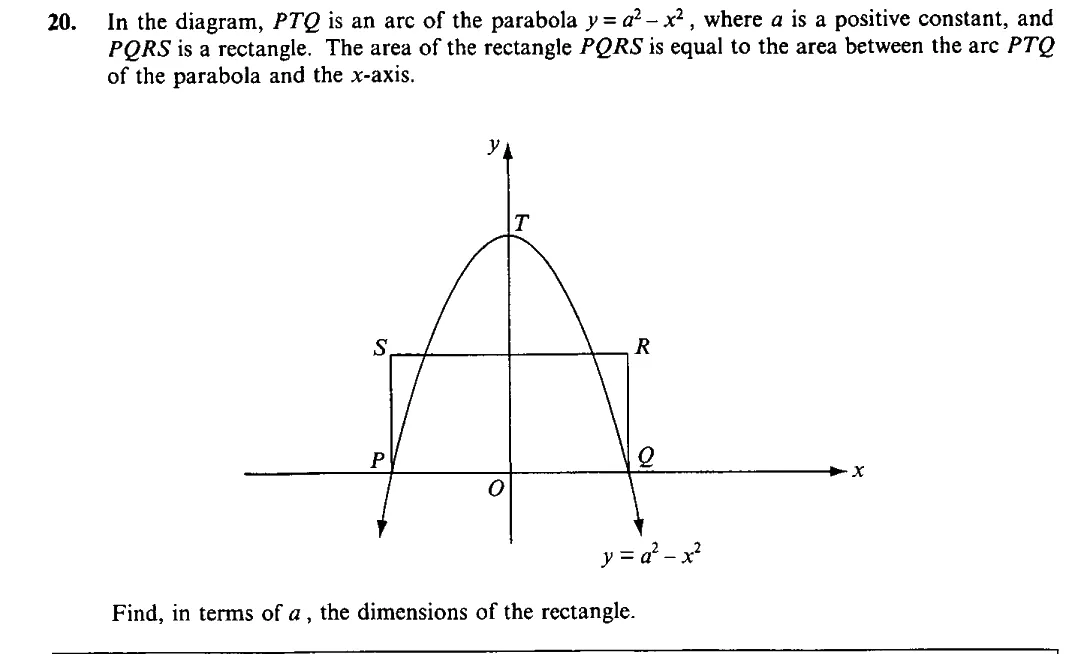 20. In the diagram, PTQ is an arc of the parabola y = a² – x² , where a is a positive constant, and
PQRS is a rectangle. The area of the rectangle PQRS is equal to the area between the arc PTQ
of the parabola and the x-axis.
y
T
S
R
P
Q
x
O
y = a² – x²
Find, in terms of a , the dimensions of the rectangle.